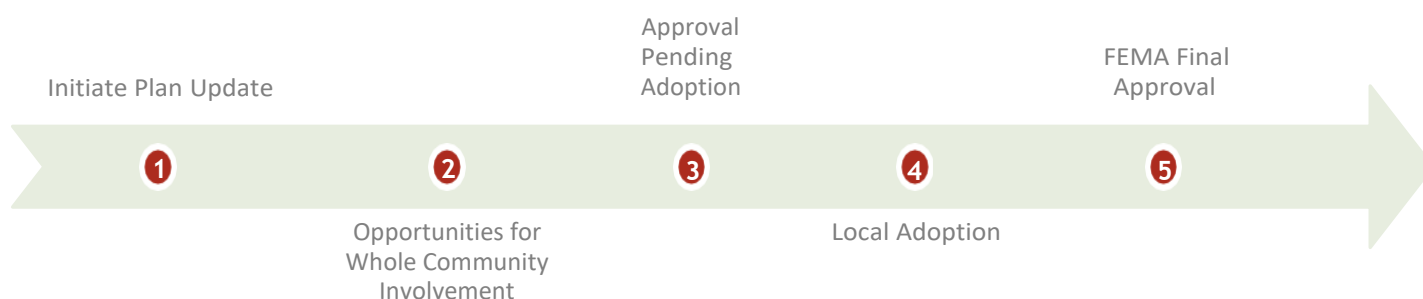 Initiate Plan Update
1
2
Opportunities for
Whole Community
Involvement
Approval
Pending
Adoption
3
4
Local Adoption
FEMA Final
Approval
5